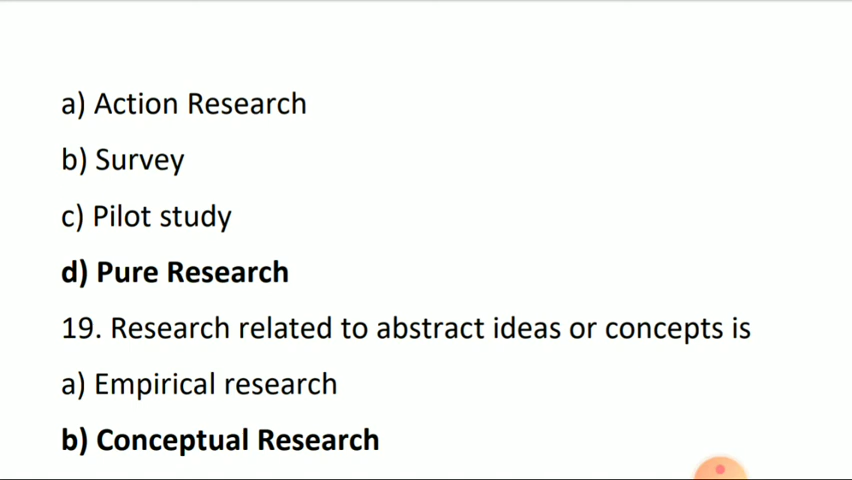 a) Action Research
b) Survey
c) Pilot study
d) Pure Research
19. Research related to abstract ideas or concepts is
a) Empirical research
b) Conceptual Research